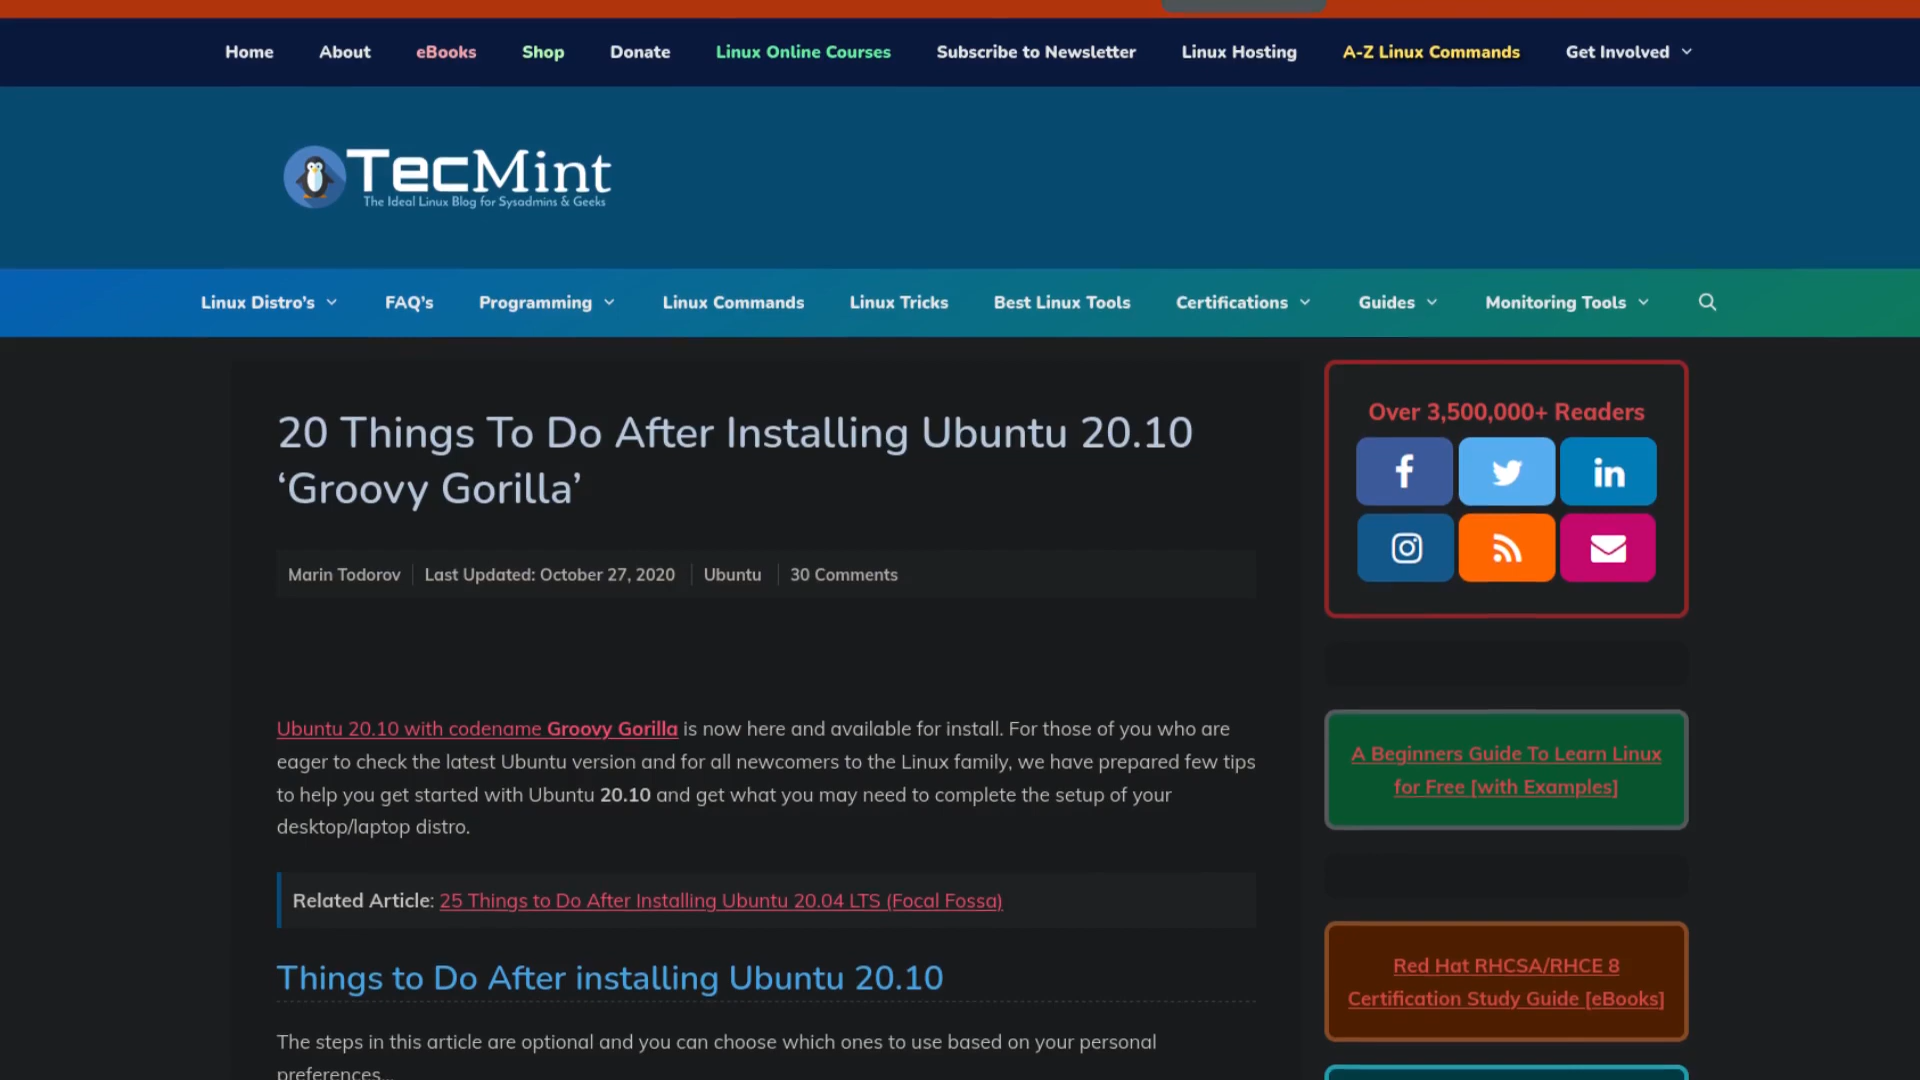 Home About eBooks Shop Donate Linux Online Courses Subscribe to Newsletter Linux Hosting A-Z Linux Commands Get Involved
TecMint
The Ideal Linux Blog for Sysadmins & Geeks
Linux Distro's FAQ's Programming Linux Commands Linux Tricks Best Linux Tools Certifications Guides Monitoring Tools
20 Things To Do After Installing Ubuntu 20.10
‘Groovy Gorilla’
Marin Todorov Last Updated: October 27, 2020 Ubuntu 30 Comments
Ubuntu 20.10 with codename Groovy Gorilla is now here and available for install. For those of you who are
eager to check the latest Ubuntu version and for all newcomers to the Linux family, we have prepared few tips
to help you get started with Ubuntu 20.10 and get what you may need to complete the setup of your
desktop/laptop distro.
Related Article: 25 Things to Do After Installing Ubuntu 20.04 LTS (Focal Fossa)
Things to Do After installing Ubuntu 20.10
The steps in this article are optional and you can choose which ones to use based on your personal
preferences...
Over 3,500,000+ Readers
A Beginners Guide To Learn Linux
for Free [with Examples]
Red Hat RHCSA/RHCE 8
Certification Study Guide [eBooks]